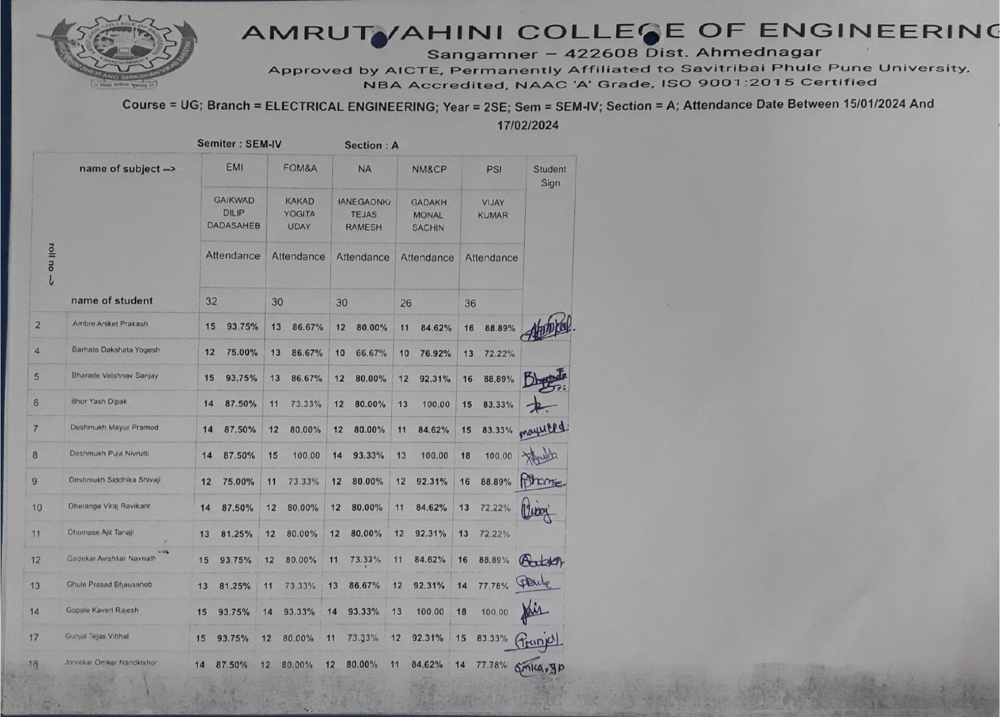 AMRUTVAHINI COLLEGE OF ENGINEERING
Sangamner – 422608 Dist. Ahmednagar
Approved by AICTE, Permanently Affiliated to Savitribai Phule Pune University,
NBA Accredited, NAAC 'A' Grade, ISO 9001:2015 Certified
Course = UG; Branch = ELECTRICAL ENGINEERING; Year = 2SE; Sem = SEM-IV; Section = A; Attendance Date Between 15/01/2024 And
17/02/2024
Semiter : SEM-IV Section : A
name of subject --> EMI FOM&A NA NM&CP PSI Student Sign
GAIKWAD DILIP DADASAHEB KAKAD YOGITA UDAY TEJAS RAMESH GADAKH MONAL SACHIN VIJAY KUMAR
roll no -->
Attendance Attendance Attendance Attendance Attendance
name of student 32 30 30 26 36
2 Ambre Aniket Prakash 15 93.75% 13 86.67% 12 80.00% 11 84.62% 16 88.89%
4 Barhate Dakshata Yogesh 12 75.00% 13 86.67% 10 66.67% 10 76.92% 13 72.22%
5 Bharade Vaishnav Sanjay 15 93.75% 13 86.67% 12 80.00% 12 92.31% 16 88.89% Bharade
6 Bhor Yash Dipak 14 87.50% 11 73.33% 12 80.00% 13 100.00 15 83.33%
7 Deshmukh Mayur Pramod 14 87.50% 12 80.00% 12 80.00% 11 84.62% 15 83.33%
8 Deshmukh Puja Nivrutti 14 87.50% 15 100.00 14 93.33% 13 100.00 18 100.00
9 Deshmukh Siddhika Shivaji 12 75.00% 11 73.33% 12 80.00% 12 92.31% 16 88.89%
10 Dherange Viraj Ravikant 14 87.50% 12 80.00% 12 80.00% 11 84.62% 13 72.22% Viraj
11 Dhomase Ajit Tanaji 13 81.25% 12 80.00% 12 80.00% 12 92.31% 13 72.22%
12 Gadekar Avishkar Navnath 15 93.75% 12 80.00% 11 73.33% 11 84.62% 16 88.89%
13 Ghule Prasad Bhausaheb 13 81.25% 11 73.33% 13 86.67% 12 92.31% 14 77.78%
14 Gopale Kaveri Rajesh 15 93.75% 14 93.33% 14 93.33% 13 100.00 18 100.00
17 Gunjal Tejas Vitthal 15 93.75% 12 80.00% 11 73.33% 12 92.31% 15 83.33%
18 Jorvekar Omkar Nandkishor 14 87.50% 12 80.00% 12 80.00% 11 84.62% 14 77.78%